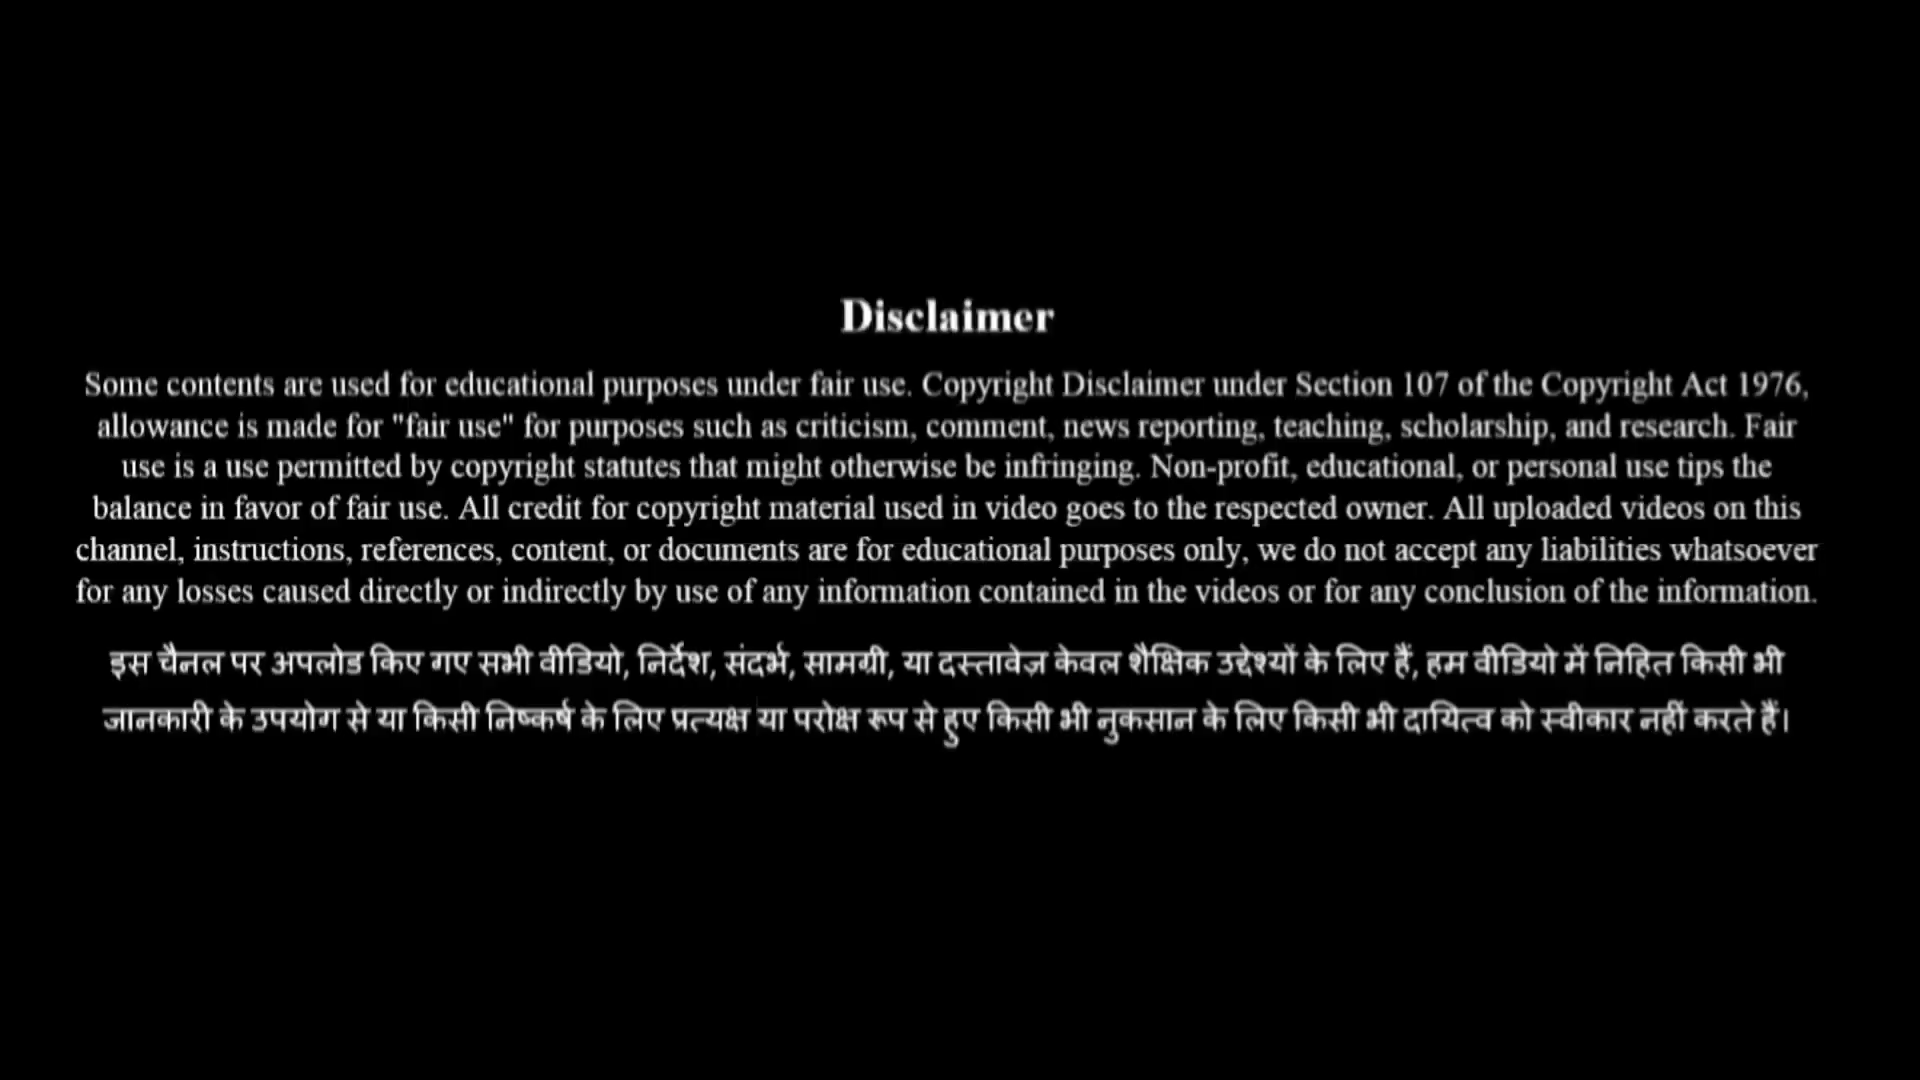 Disclaimer
Some contents are used for educational purposes under fair use. Copyright Disclaimer under Section 107 of the Copyright Act 1976,
allowance is made for "fair use" for purposes such as criticism, comment, news reporting, teaching, scholarship, and research. Fair
use is a use permitted by copyright statutes that might otherwise be infringing. Non-profit, educational, or personal use tips the
balance in favor of fair use. All credit for copyright material used in video goes to the respected owner. All uploaded videos on this
channel, instructions, references, content, or documents are for educational purposes only, we do not accept any liabilities whatsoever
for any losses caused directly or indirectly by use of any information contained in the videos or for any conclusion of the information.
इस चैनल पर अपलोड किए गए सभी वीडियो, निर्देश, संदर्भ, सामग्री, या दस्तावेज़ केवल शैक्षिक उद्देश्यों के लिए हैं, हम वीडियो में निहित किसी भी
जानकारी के उपयोग से या किसी निष्कर्ष के लिए प्रत्यक्ष या परोक्ष रूप से हुए किसी भी नुकसान के लिए किसी भी दायित्व को स्वीकार नहीं करते हैं।